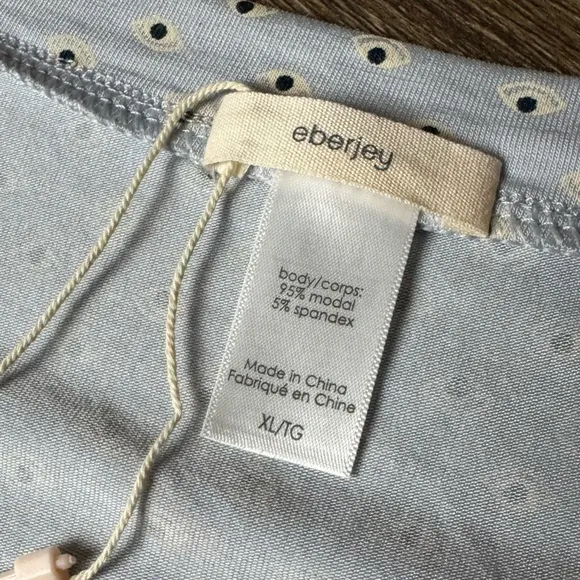 eberjey
body/corps:
95% modal
5% spandex
Made in China
Fabriqué en Chine
XL/TG